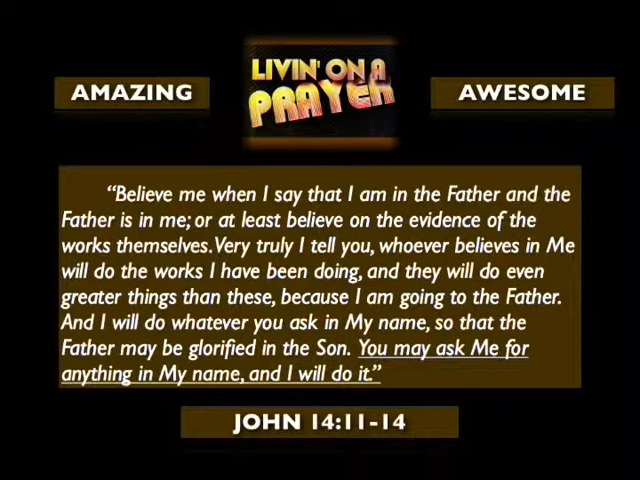 LIVIN' ON A
PRAYER
AMAZING
AWESOME
“Believe me when I say that I am in the Father and the
Father is in me; or at least believe on the evidence of the
works themselves. Very truly I tell you, whoever believes in Me
will do the works I have been doing, and they will do even
greater things than these, because I am going to the Father.
And I will do whatever you ask in My name, so that the
Father may be glorified in the Son. You may ask Me for
anything in My name, and I will do it.”
JOHN 14:11-14